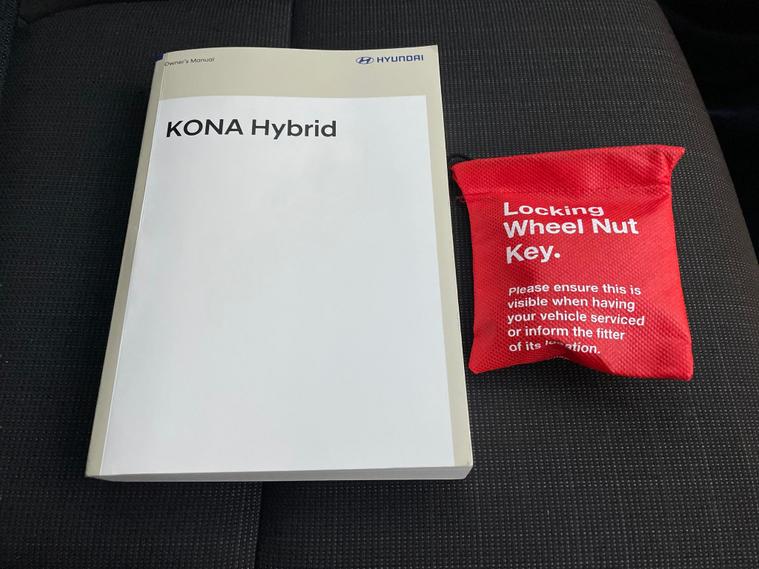 Owner's Manual
HYUNDAI
KONA Hybrid
Locking
Wheel Nut
Key.
Please ensure this is
visible when having
your vehicle serviced
or inform the fitter
of its